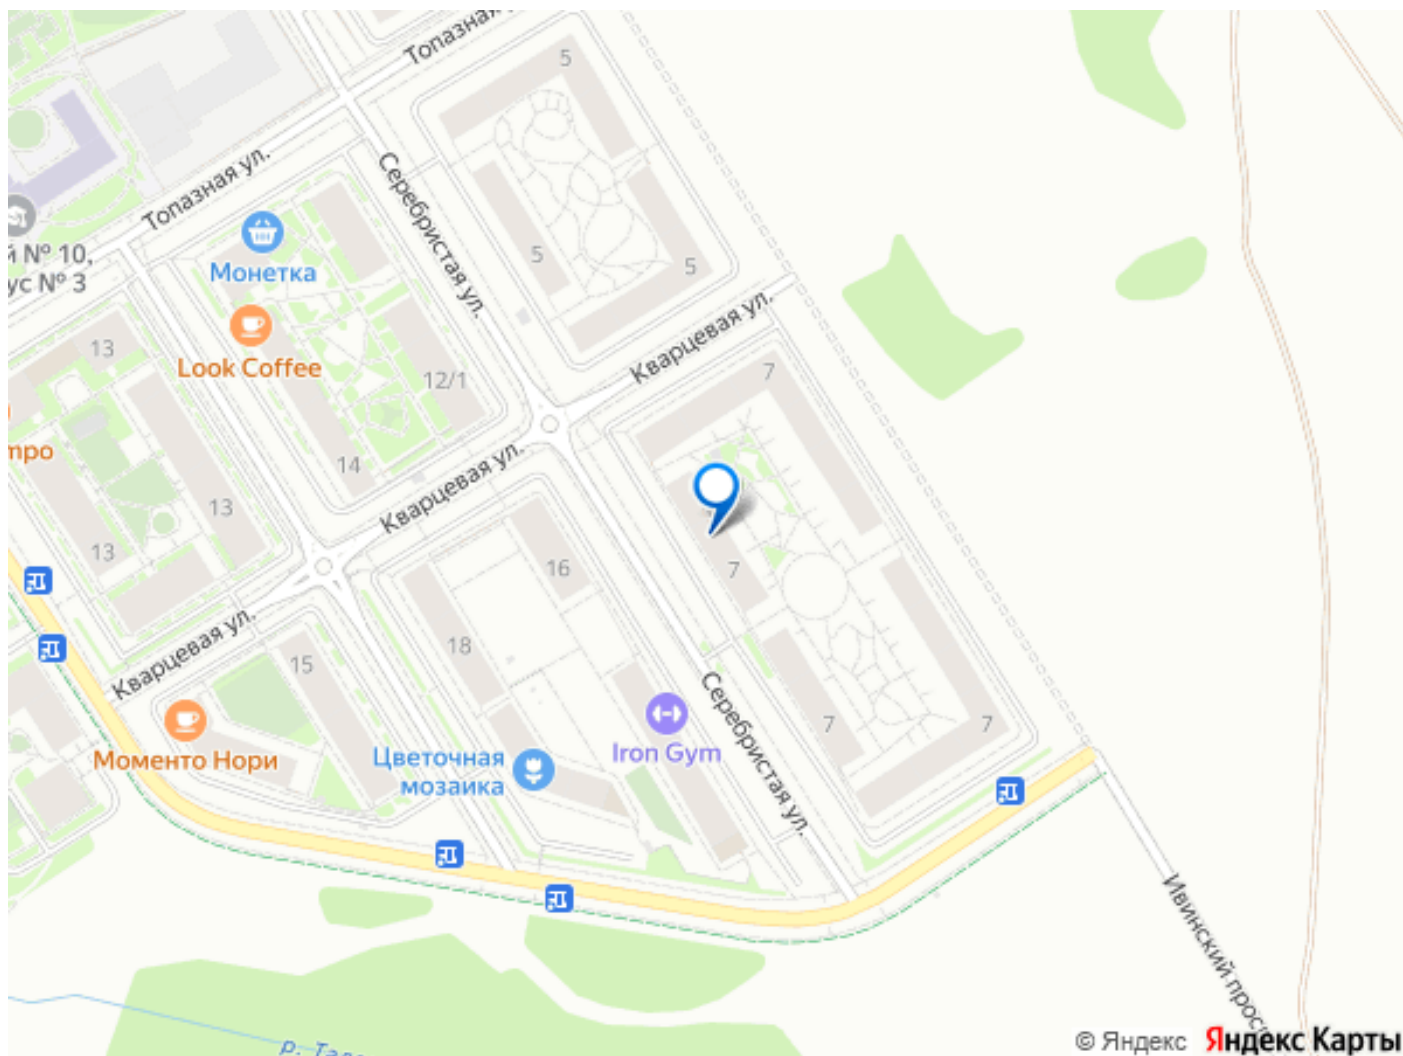 Топазная
5
Топазная ул.
Серебристая ул.
й № 10,
ус № 3
Монетка
5
5
Look Coffee
Кварцевая ул.
13
12/1
7
14
Кварцевая ул.
13
13
16
7
Кварцевая ул.
18
15
Серебристая ул.
Моменто Нори
Цветочная
мозаика
Iron Gym
7
7
Ивинский прос
© Яндекс Яндекс Карты